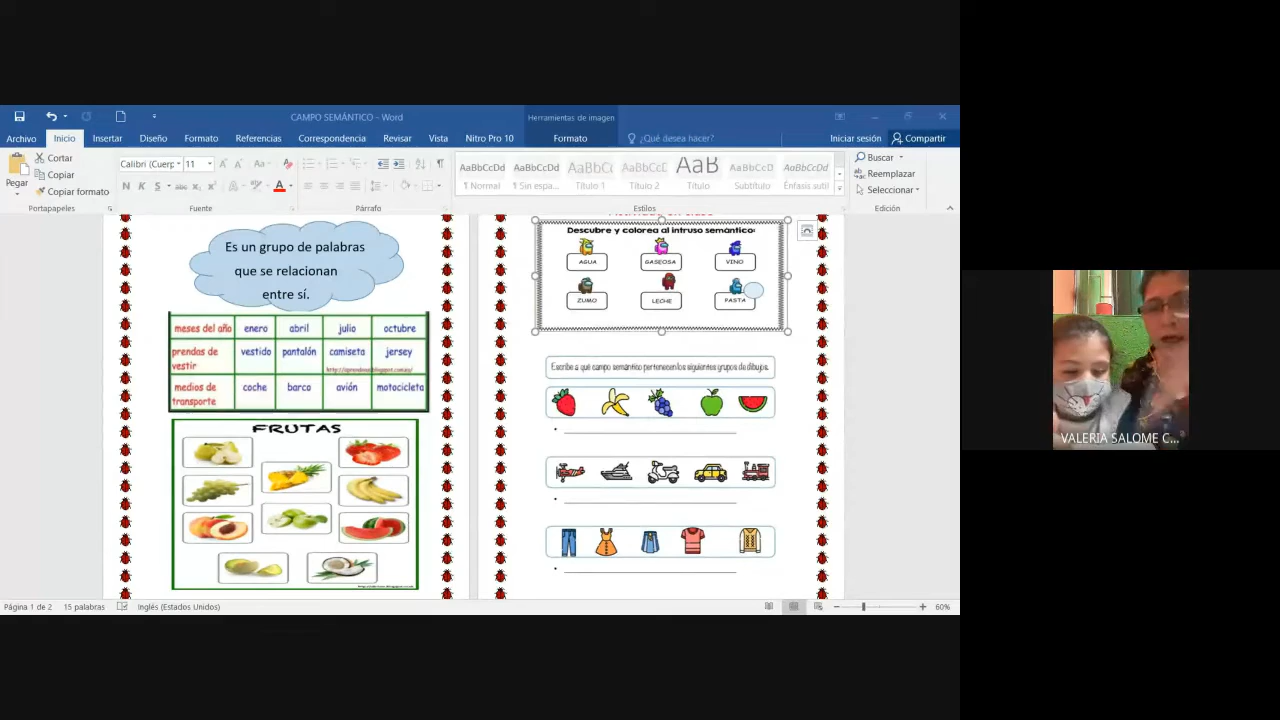 CAMPO SEMÁNTICO - Word
Herramientas de imagen
Archivo
Inicio
Insertar
Diseño
Formato
Referencias
Correspondencia
Revisar
Vista
Nitro Pro 10
Formato
¿Qué desea hacer?
Iniciar sesión
Compartir
Pegar
Cortar
Copiar
Copiar formato
Portapapeles
Calibri (Cuerp
11
N K S abc x₂ x²
Fuente
Párrafo
AaBbCcDd
¶ Normal
AaBbCcDd
¶ Sin espa...
AaBbCc
Título 1
AaBbCcE
Título 2
AaB
Título
AaBbCcD
Subtítulo
AaBbCcDd
Énfasis sutil
Estilos
Buscar
Reemplazar
Seleccionar
Edición
Es un grupo de palabras
que se relacionan
entre sí.
meses del año enero abril julio octubre
prendas de vestir vestido pantalón camiseta jersey
medios de transporte coche barco avión motocicleta
FRUTAS
Descubre y colorea al intruso semántico:
AGUA GASEOSA VINO
ZUMO LECHE PASTA
Escribe a qué campo semántico pertenecen los siguientes grupos de dibujos.
Página 1 de 2
15 palabras
Inglés (Estados Unidos)
60%
VALERIA SALOME C...